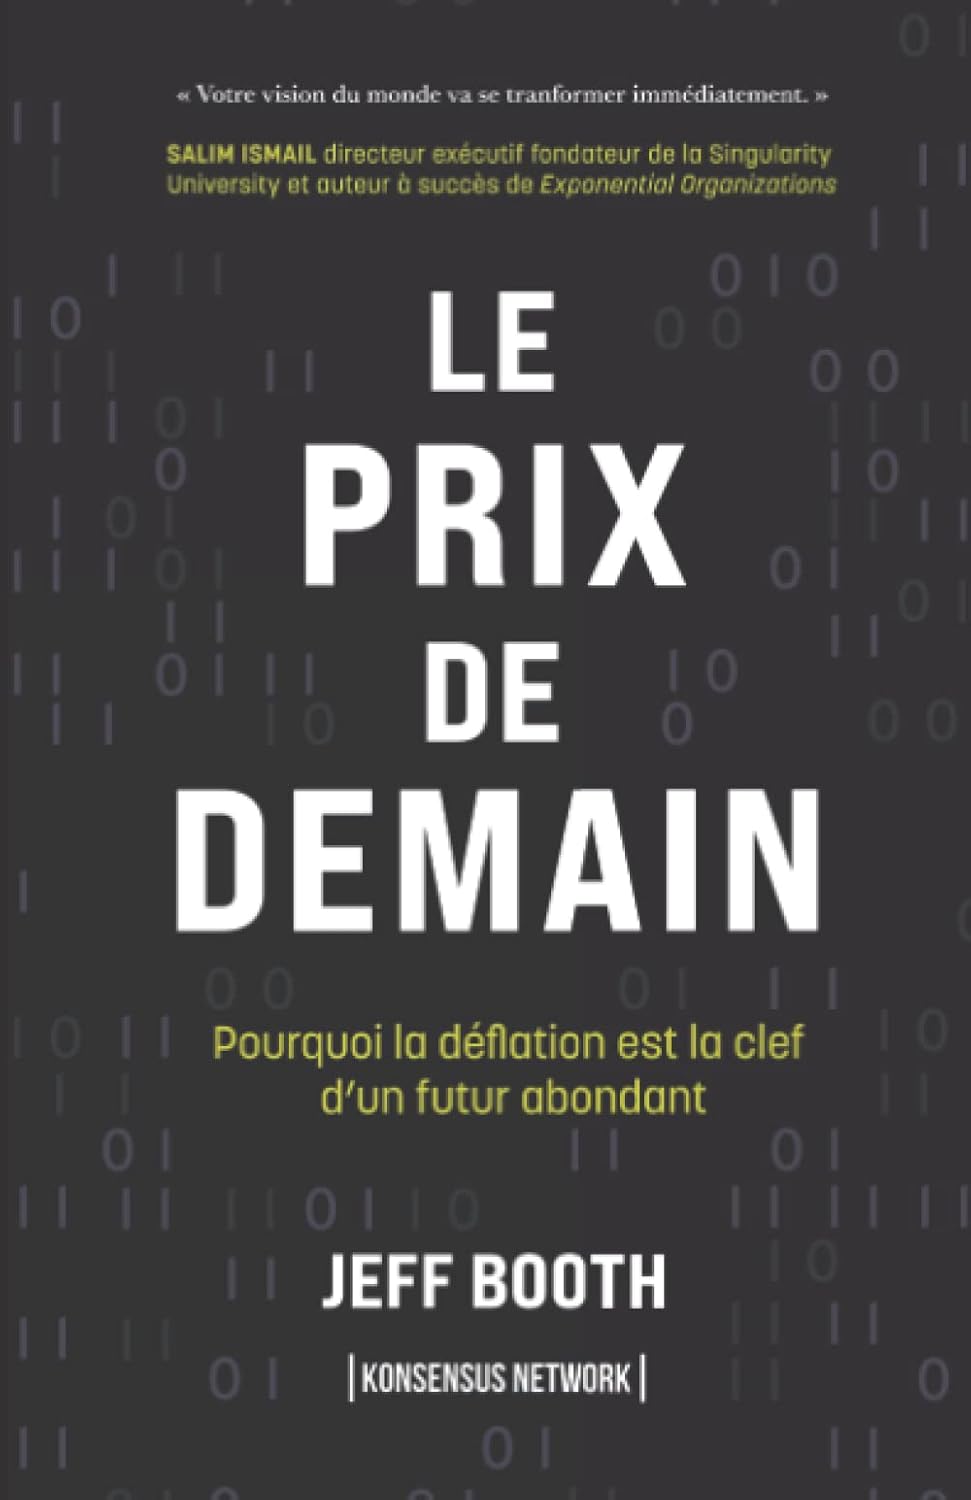 « Votre vision du monde va se tranformer immédiatement. »
SALIM ISMAIL directeur exécutif fondateur de la Singularity
University et auteur à succès de Exponential Organizations
LE
PRIX
DE
DEMAIN
Pourquoi la déflation est la clef
d'un futur abondant
JEFF BOOTH
|KONSENSUS NETWORK|